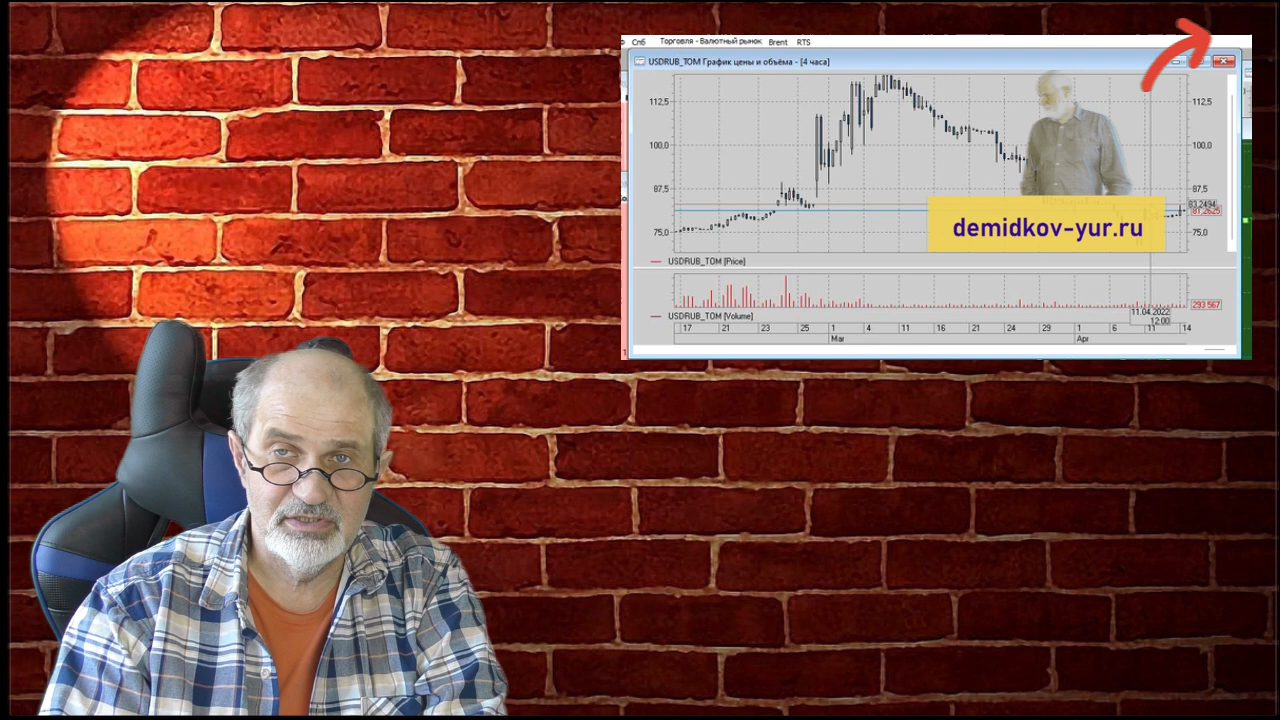 Спб Торговля - Валютный рынок Brent RTS
USDRUB_TOM График цены и объёма - [4 часа]
112,5 112,5
100,0 100,0
87,5 87,5
83,2494
81,2625
demidkov-yur.ru
75,0 75,0
USDRUB_TOM [Price]
293 567
USDRUB_TOM [Volume]
11.04.2022
12:00
17 21 23 25 1 4 11 16 21 24 29 1 6 11 14
Mar Apr